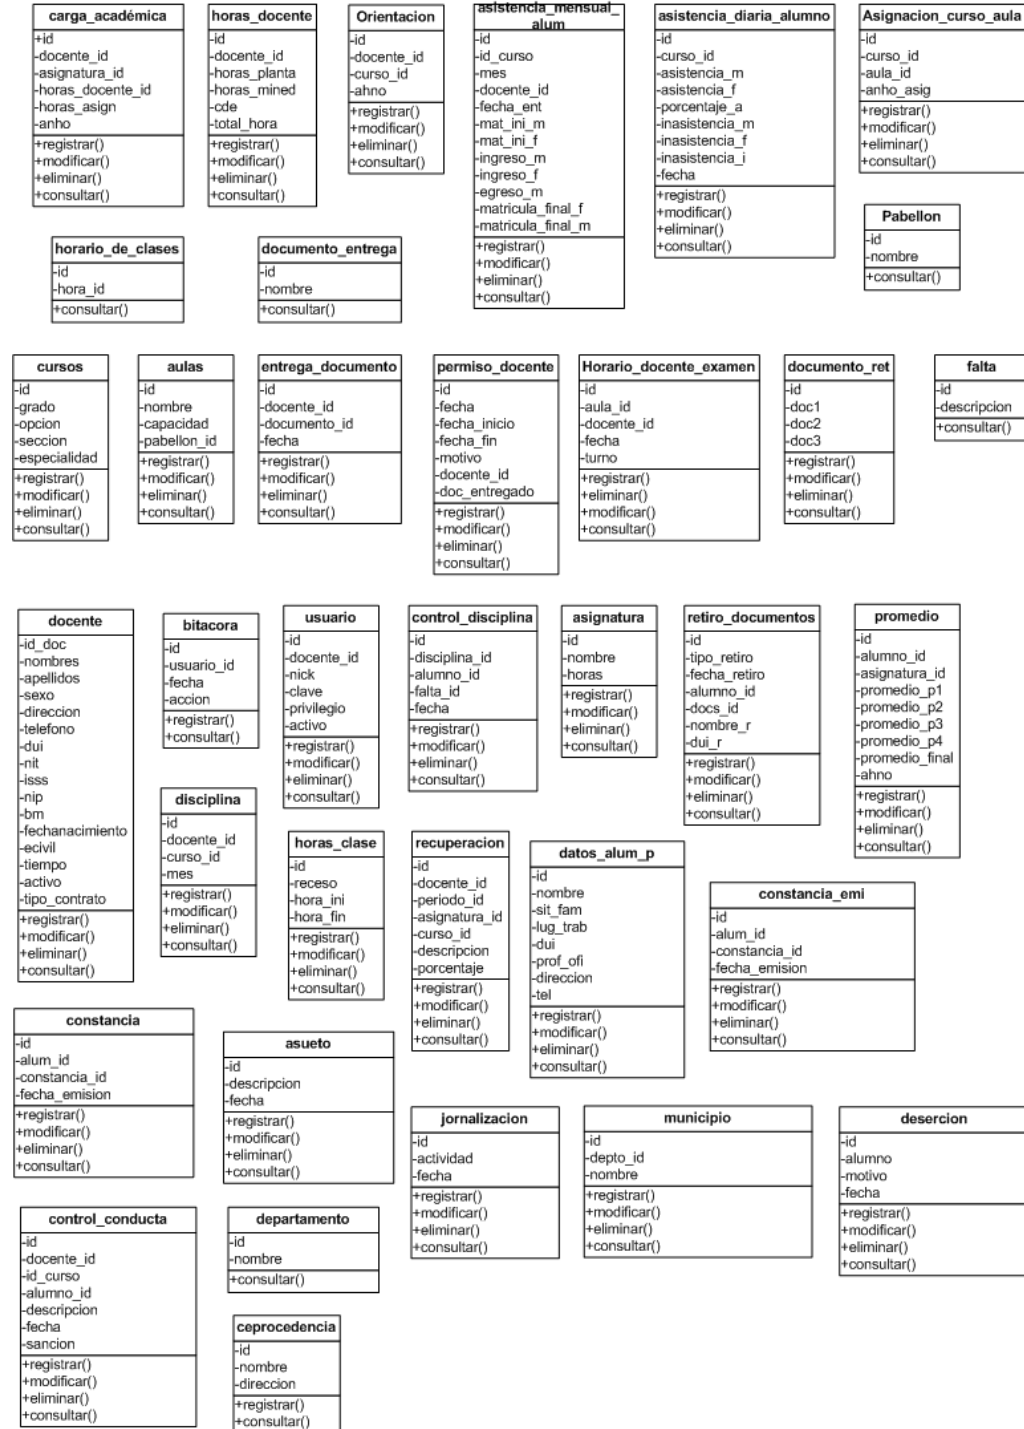 carga_académica
+id
-docente_id
-asignatura_id
-horas_docente_id
-horas_asign
-anho
+registrar()
+modificar()
+eliminar()
+consultar()
horas_docente
-id
-docente_id
-horas_planta
-horas_mined
-cde
-total_hora
+registrar()
+modificar()
+eliminar()
+consultar()
Orientacion
-id
-docente_id
-curso_id
-ahno
+registrar()
+modificar()
+eliminar()
+consultar()
asistencia_mensual_
alum
-id
-id_curso
-mes
-docente_id
-fecha_ent
-mat_ini_m
-mat_ini_f
-ingreso_m
-ingreso_f
-egreso_m
-matricula_final_f
-matricula_final_m
+registrar()
+modificar()
+eliminar()
+consultar()
asistencia_diaria_alumno
-id
-curso_id
-asistencia_m
-asistencia_f
-porcentaje_a
-inasistencia_m
-inasistencia_f
-inasistencia_i
-fecha
+registrar()
+modificar()
+eliminar()
+consultar()
Asignacion_curso_aula
-id
-curso_id
-aula_id
-anho_asig
+registrar()
+modificar()
+eliminar()
+consultar()
Pabellon
-id
-nombre
+consultar()
horario_de_clases
-id
-hora_id
+consultar()
documento_entrega
-id
-nombre
+consultar()
cursos
-id
-grado
-opcion
-seccion
-especialidad
+registrar()
+modificar()
+eliminar()
+consultar()
aulas
-id
-nombre
-capacidad
-pabellon_id
+registrar()
+modificar()
+eliminar()
+consultar()
entrega_documento
-id
-docente_id
-documento_id
-fecha
+registrar()
+modificar()
+eliminar()
+consultar()
permiso_docente
-id
-fecha
-fecha_inicio
-fecha_fin
-motivo
-docente_id
-doc_entregado
+registrar()
+modificar()
+eliminar()
+consultar()
Horario_docente_examen
-id
-aula_id
-docente_id
-fecha
-turno
+registrar()
+eliminar()
+modificar()
+consultar()
documento_ret
-id
-doc1
-doc2
-doc3
+registrar()
+modificar()
+eliminar()
+consultar()
falta
-id
-descripcion
+consultar()
docente
-id_doc
-nombres
-apellidos
-sexo
-direccion
-telefono
-dui
-nit
-isss
-nip
-bm
-fechanacimiento
-ecivil
-tiempo
-activo
-tipo_contrato
+registrar()
+modificar()
+eliminar()
+consultar()
bitacora
-id
-usuario_id
-fecha
-accion
+registrar()
+consultar()
usuario
-id
-docente_id
-nick
-clave
-privilegio
-activo
+registrar()
+modificar()
+eliminar()
+consultar()
control_disciplina
-id
-disciplina_id
-alumno_id
-falta_id
-fecha
+registrar()
+modificar()
+eliminar()
+consultar()
asignatura
-id
-nombre
-horas
+registrar()
+modificar()
+eliminar()
+consultar()
retiro_documentos
-id
-tipo_retiro
-fecha_retiro
-alumno_id
-docs_id
-nombre_r
-dui_r
+registrar()
+modificar()
+eliminar()
+consultar()
promedio
-id
-alumno_id
-asignatura_id
-promedio_p1
-promedio_p2
-promedio_p3
-promedio_p4
-promedio_final
-ahno
+registrar()
+modificar()
+eliminar()
+consultar()
disciplina
-id
-docente_id
-curso_id
-mes
+registrar()
+modificar()
+eliminar()
+consultar()
horas_clase
-id
-receso
-hora_ini
-hora_fin
+registrar()
+modificar()
+eliminar()
+consultar()
recuperacion
-id
-docente_id
-periodo_id
-asignatura_id
-curso_id
-descripcion
-porcentaje
+registrar()
+modificar()
+eliminar()
+consultar()
datos_alum_p
-id
-nombre
-sit_fam
-lug_trab
-dui
-prof_ofi
-direccion
-tel
+registrar()
+modificar()
+eliminar()
+consultar()
constancia_emi
-id
-alum_id
-constancia_id
-fecha_emision
+registrar()
+modificar()
+eliminar()
+consultar()
constancia
-id
-alum_id
-constancia_id
-fecha_emision
+registrar()
+modificar()
+eliminar()
+consultar()
asueto
-id
-descripcion
-fecha
+registrar()
+modificar()
+eliminar()
+consultar()
jornalizacion
-id
-actividad
-fecha
+registrar()
+modificar()
+eliminar()
+consultar()
municipio
-id
-depto_id
-nombre
+registrar()
+modificar()
+eliminar()
+consultar()
desercion
-id
-alumno
-motivo
-fecha
+registrar()
+modificar()
+eliminar()
+consultar()
control_conducta
-id
-docente_id
-id_curso
-alumno_id
-descripcion
-fecha
-sancion
+registrar()
+modificar()
+eliminar()
+consultar()
departamento
-id
-nombre
+consultar()
ceprocedencia
-id
-nombre
-direccion
+registrar()
+consultar()